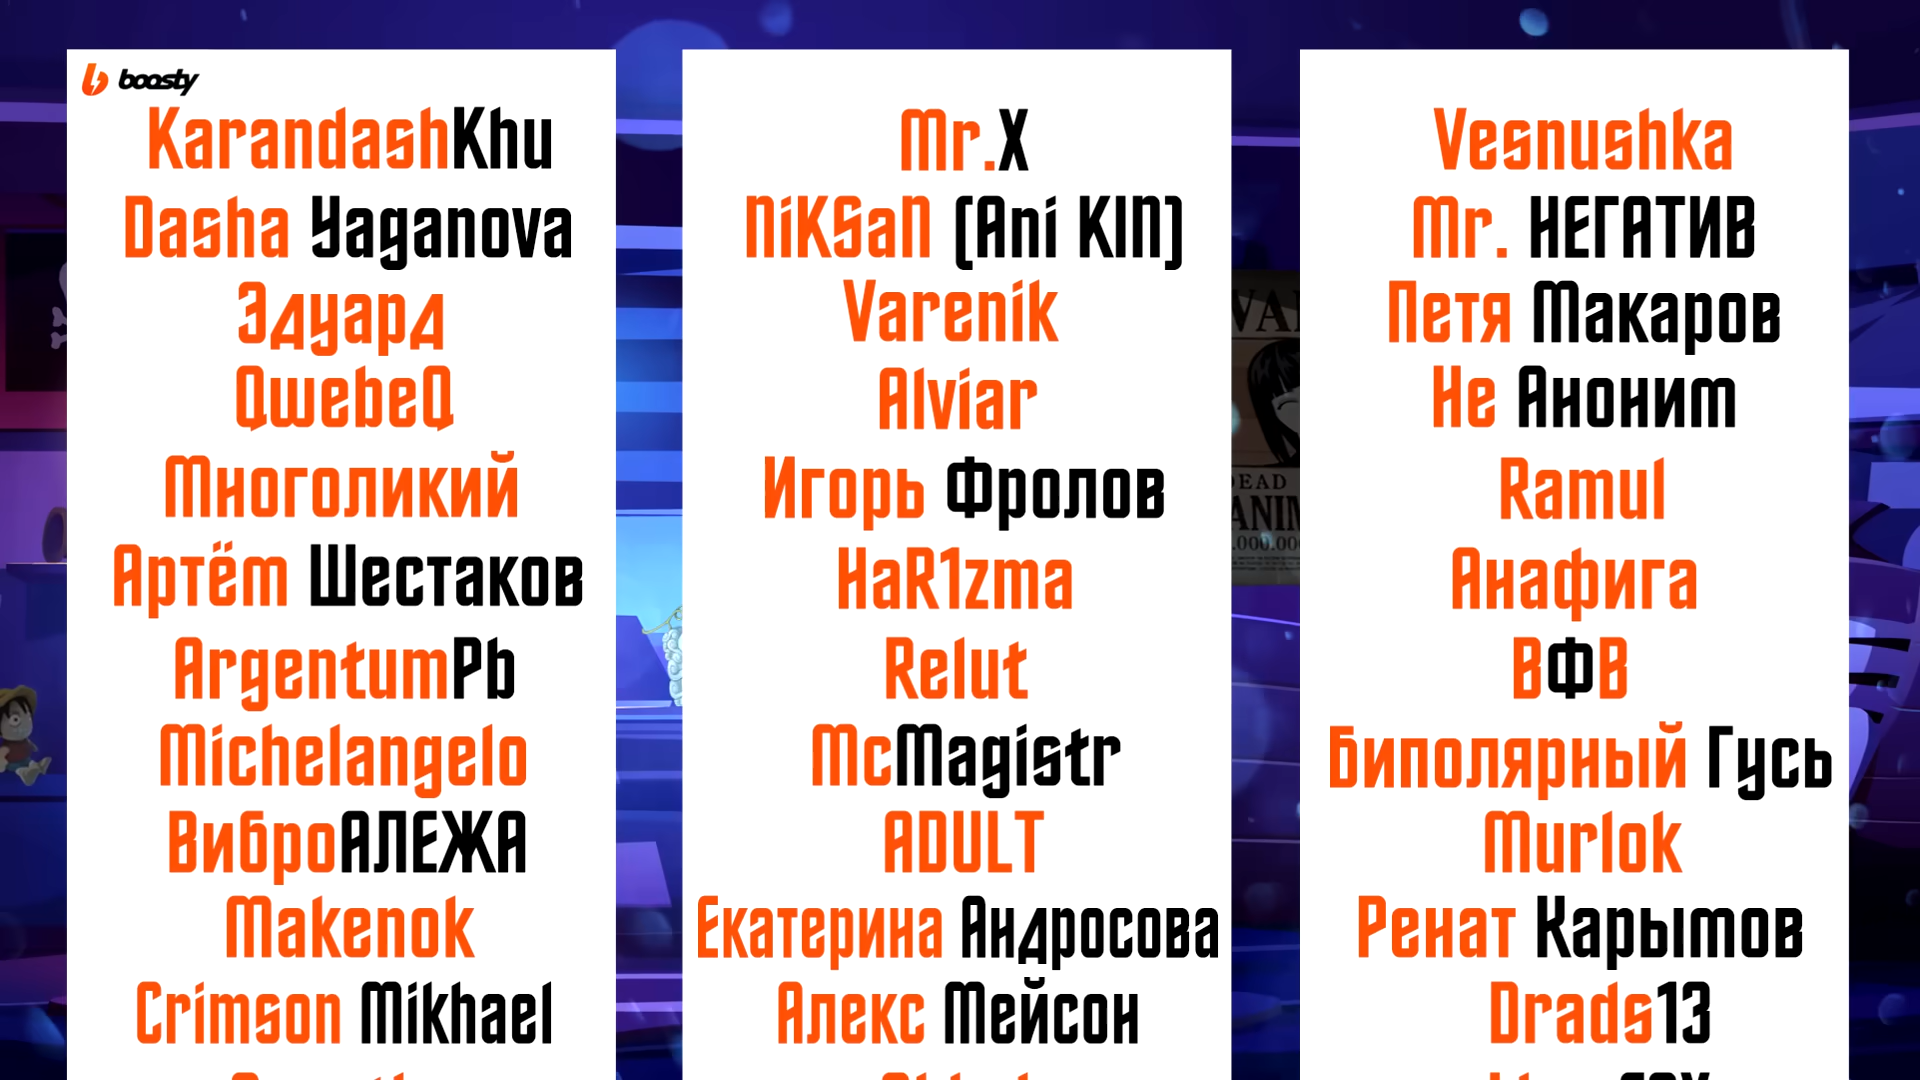 boosty
KarandashKhu
Dasha Yaganova
Эдуард
QwebeQ
Многоликий
Артём Шестаков
ArgentumPb
Michelangelo
ВиброАЛЕЖА
Makenok
Crimson Mikhael
Mr.X
NiKSaN (Ani KIN)
Varenik
Alviar
Игорь Фролов
HaR1zma
Relut
McMagistr
ADULT
Екатерина Андросова
Алекс Мейсон
Vesnushka
Mr. НЕГАТИВ
Петя Макаров
Не Аноним
Ramul
Анафига
ВФВ
Биполярный Гусь
Murlok
Ренат Карымов
Drads13